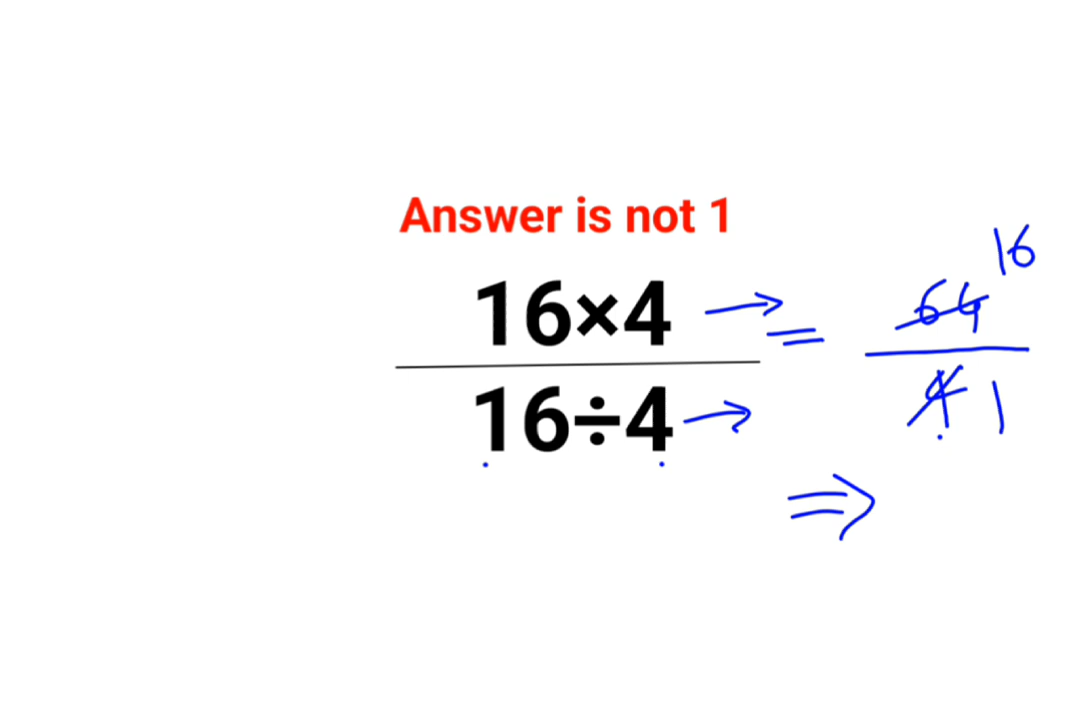 Answer is not 1
16×4 → = 64 16
16÷4 → 4 1
⇒